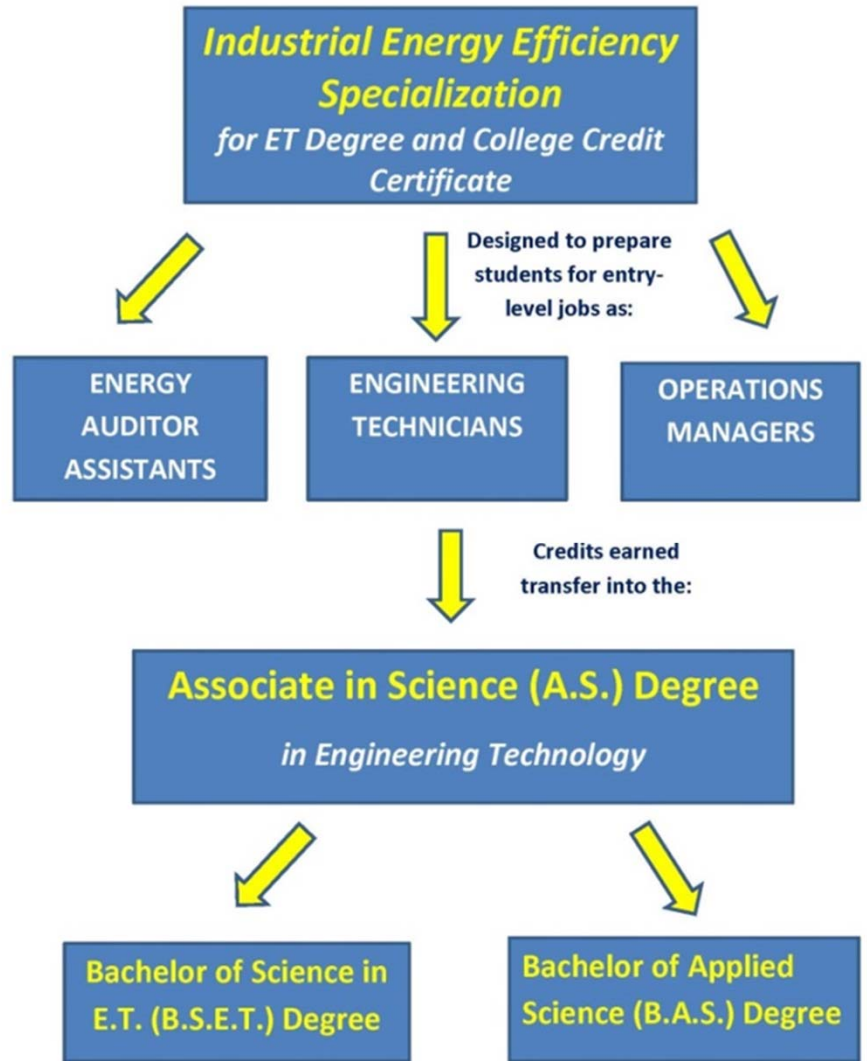 Industrial Energy Efficiency
Specialization
for ET Degree and College Credit
Certificate
Designed to prepare
students for entry-
level jobs as:
ENERGY
AUDITOR
ASSISTANTS
ENGINEERING
TECHNICIANS
OPERATIONS
MANAGERS
Credits earned
transfer into the:
Associate in Science (A.S.) Degree
in Engineering Technology
Bachelor of Science in
E.T. (B.S.E.T.) Degree
Bachelor of Applied
Science (B.A.S.) Degree